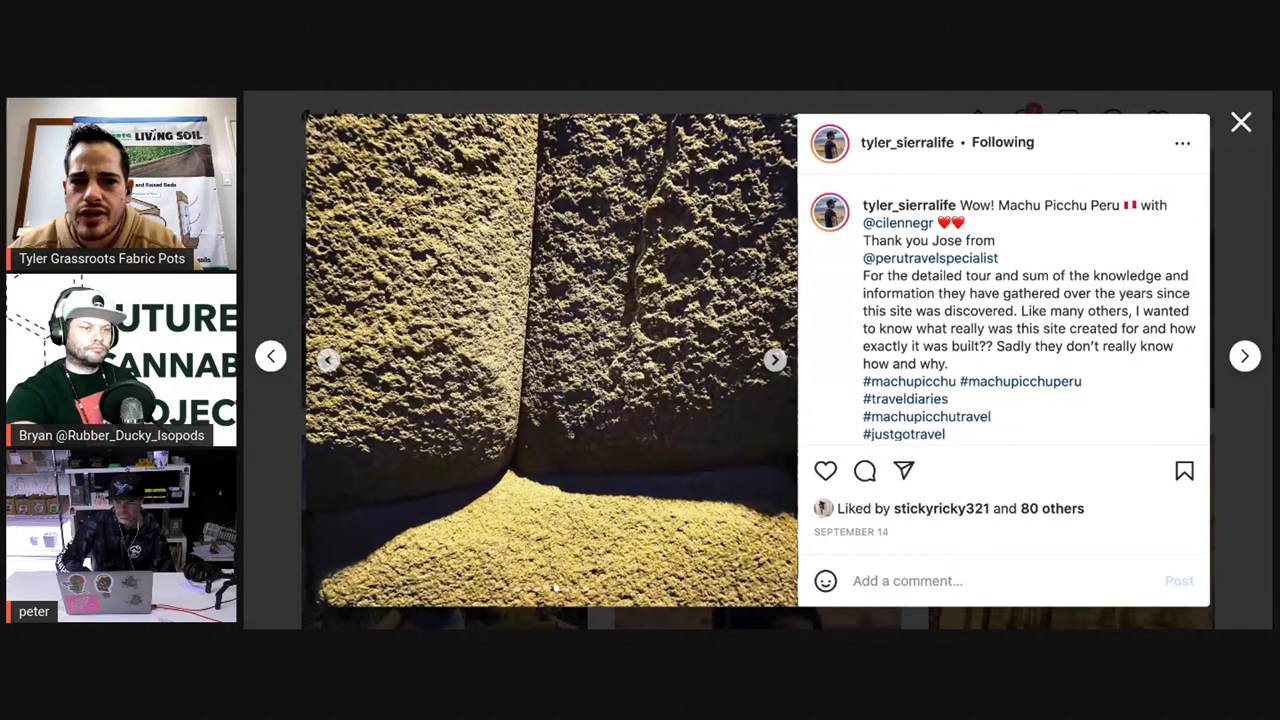 LIVING SOIL
Tyler Grassroots Fabric Pots
UTURE
CANNAB
OJEC
Bryan @Rubber_Ducky_Isopods
peter
tyler_sierralife • Following
tyler_sierralife Wow! Machu Picchu Peru 🇵🇪 with
@cilennegr ❤️❤️
Thank you Jose from
@perutravelspecialist
For the detailed tour and sum of the knowledge and
information they have gathered over the years since
this site was discovered. Like many others, I wanted
to know what really was this site created for and how
exactly it was built?? Sadly they don’t really know
how and why.
#machupicchu #machupicchuperu
#traveldiaries
#machupicchutravel
#justgotravel
Liked by stickyricky321 and 80 others
SEPTEMBER 14
Add a comment...
Post